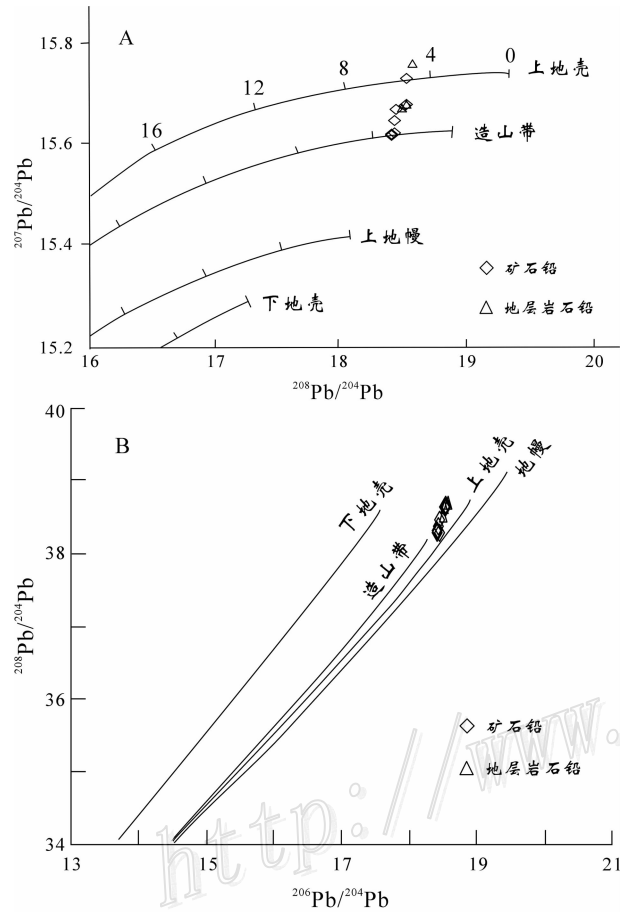 A
15.8
15.6
15.4
15.2
²⁰⁷Pb/²⁰⁴Pb
16
12
8
4
0
上地壳
造山带
上地幔
下地壳
矿石铅
地层岩石铅
16
17
18
19
20
²⁰⁸Pb/²⁰⁴Pb
B
40
38
36
34
²⁰⁸Pb/²⁰⁴Pb
下地壳
造山带
上地壳
地幔
矿石铅
地层岩石铅
13
15
17
19
21
²⁰⁶Pb/²⁰⁴Pb
http://www.